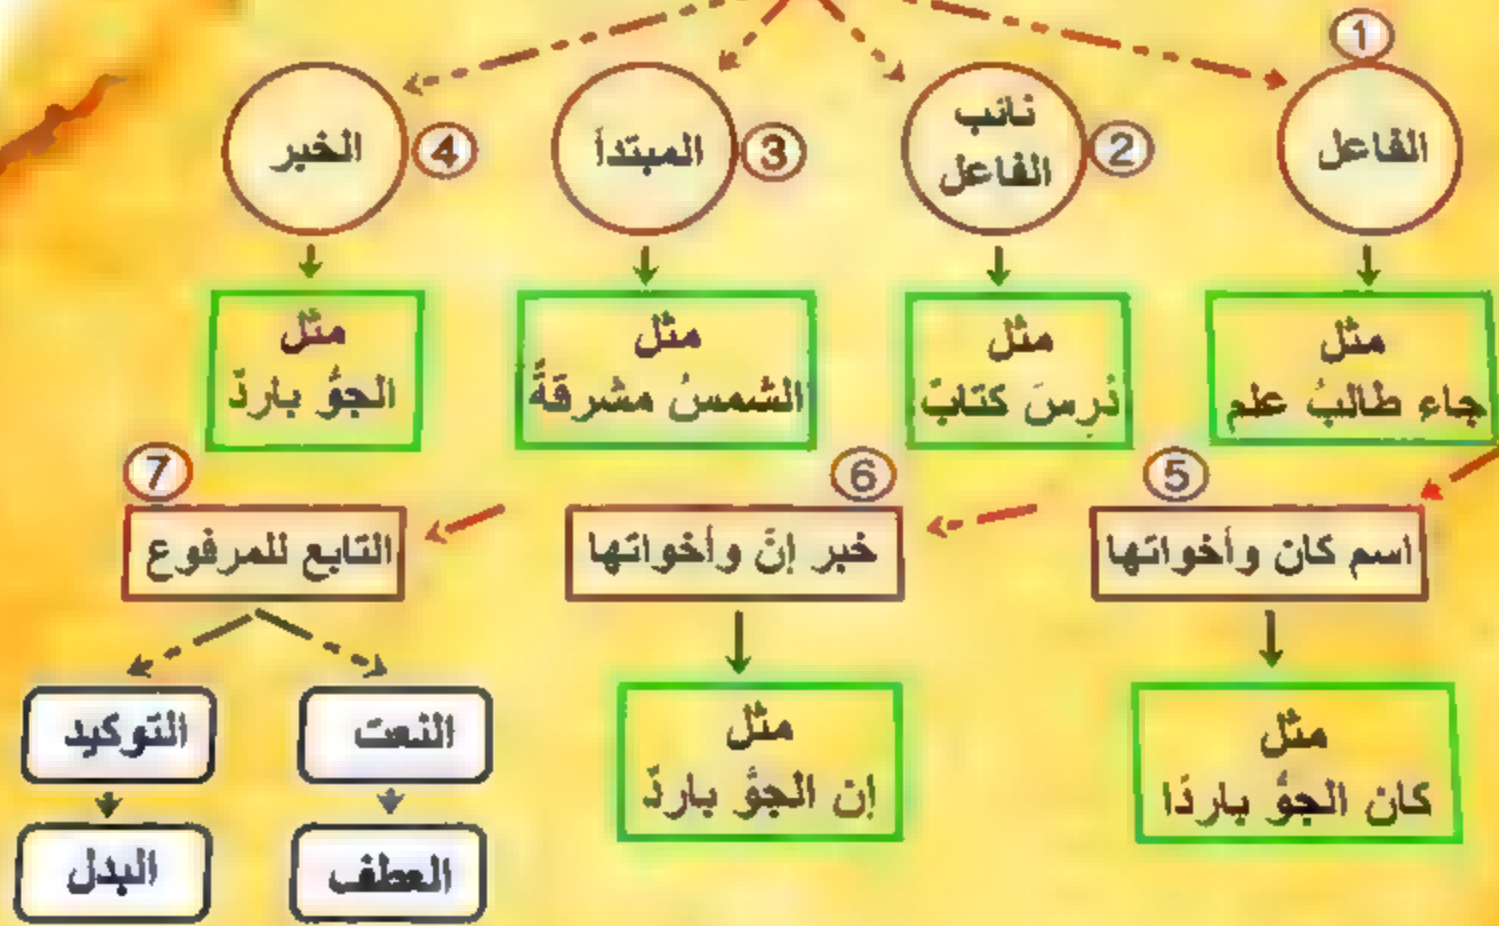 ①
الفاعل
②
نائب
الفاعل
③
المبتدأ
④
الخبر
مثل
جاء طالبُ علم
مثل
دُرِسَ كتابٌ
مثل
الشمسُ مشرقةٌ
مثل
الجوُّ باردٌ
⑤
اسم كان وأخواتها
⑥
خبر إنَّ وأخواتها
⑦
التابع للمرفوع
مثل
كان الجوُّ باردًا
مثل
إن الجوَّ باردٌ
النعت
التوكيد
العطف
البدل